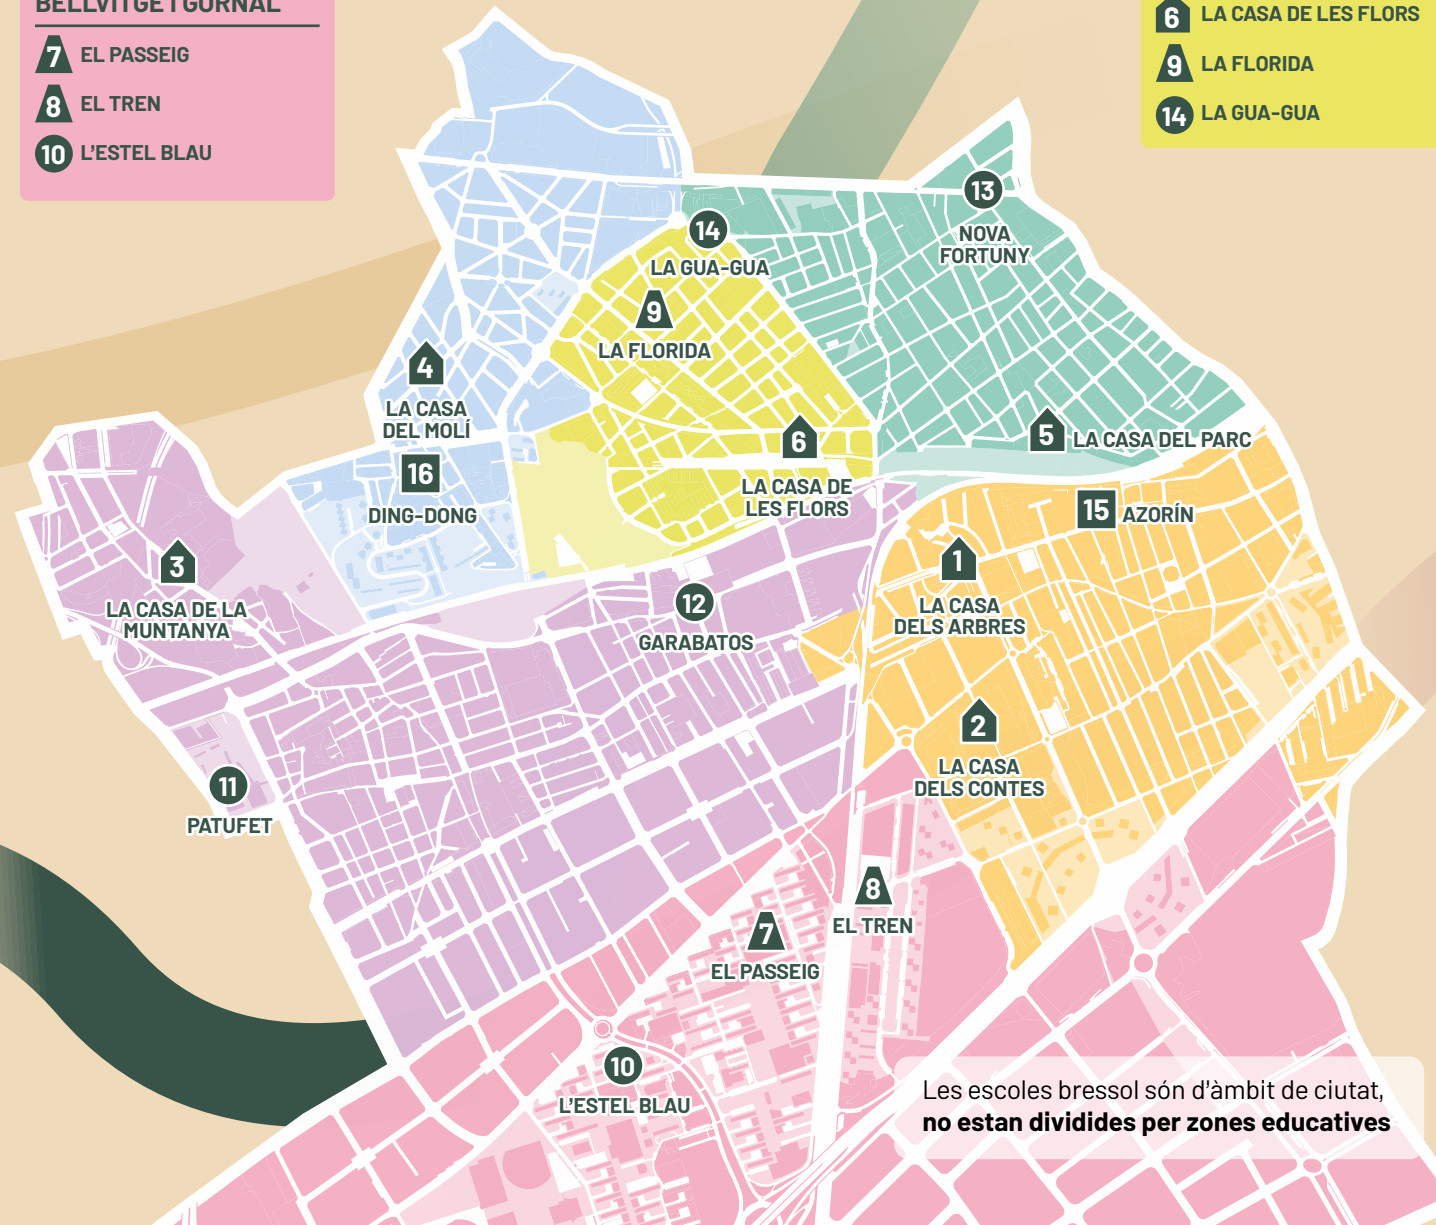 BELLVITGE I GORNAL
7 EL PASSEIG
8 EL TREN
10 L'ESTEL BLAU
6 LA CASA DE LES FLORS
9 LA FLORIDA
14 LA GUA-GUA
13
NOVA
FORTUNY
14
LA GUA-GUA
9
LA FLORIDA
4
LA CASA
DEL MOLÍ
16
DING-DONG
6
LA CASA DE
LES FLORS
5 LA CASA DEL PARC
15 AZORÍN
3
LA CASA DE LA
MUNTANYA
1
LA CASA
DELS ARBRES
12
GARABATOS
2
LA CASA
DELS CONTES
11
PATUFET
8
EL TREN
7
EL PASSEIG
10
L'ESTEL BLAU
Les escoles bressol són d'àmbit de ciutat,
no estan dividides per zones educatives